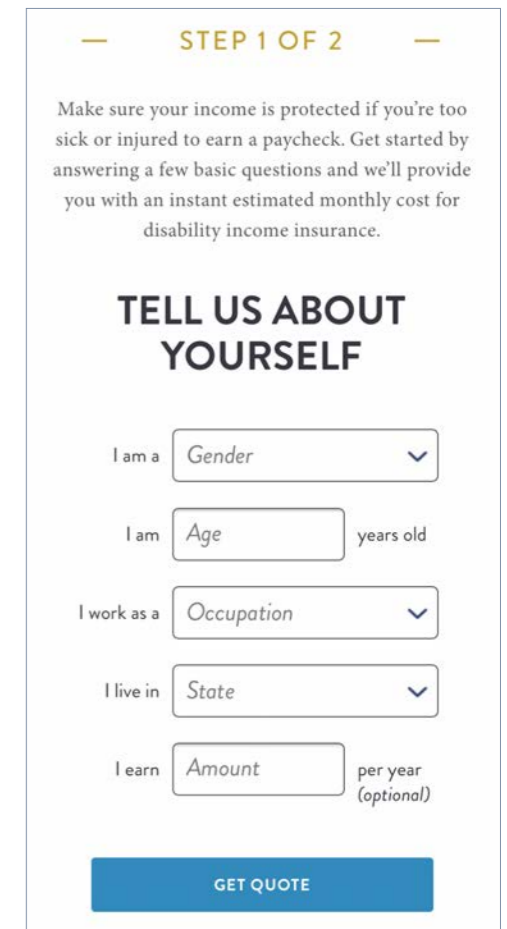 — STEP 1 OF 2 —
Make sure your income is protected if you're too
sick or injured to earn a paycheck. Get started by
answering a few basic questions and we'll provide
you with an instant estimated monthly cost for
disability income insurance.
TELL US ABOUT
YOURSELF
I am a Gender
I am Age years old
I work as a Occupation
I live in State
I earn Amount per year
(optional)
GET QUOTE